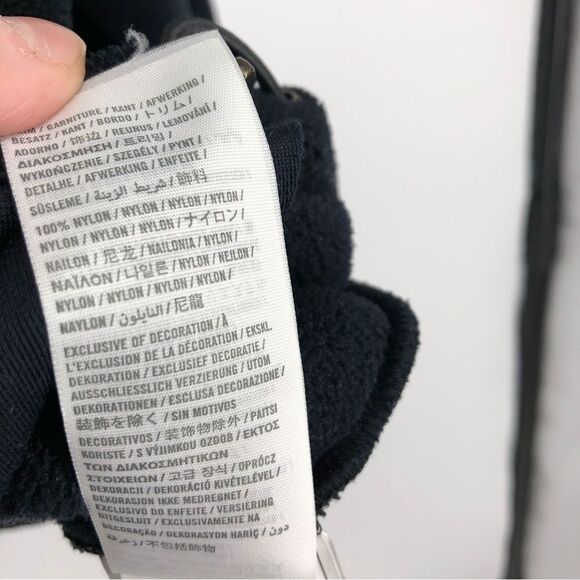 / GARNITURE / KANT / AFWERKING /
BESATZ / KANT / BORDO / トリム /
ADORNO / 饰边 / REUNUS / LEMOVÁNÍ /
ΔΙΑΚΟΣΜΗΣΗ / 트리밍 /
WYKOŃCZENIE / SZEGÉLY / PYNT /
DETALHE / AFWERKING / ENFEITE /
SÜSLEME / شريط الزينة / 飾料
100% NYLON / NYLON / NYLON / NYLON /
NYLON / NYLON / NYLON / ナイロン /
NAILON / 尼龙 / NAILONIA / NYLON /
ΝΑΪΛΟΝ / 나일론 / NYLON / NEJLON /
NYLON / NYLON / NYLON / NYLON /
NAYLON / النايلون / 尼龍
EXCLUSIVE OF DECORATION / À
L'EXCLUSION DE LA DÉCORATION / EKSKL
DEKORATION / EXCLUSIEF DECORATIE /
AUSSCHLIESSLICH VERZIERUNG / UTOM
DEKORATIONEN / ESCLUSA DECORAZIONE /
装飾を除く / SIN MOTIVOS
DECORATIVOS / 装饰物除外 / PAITSI
KORISTE / S VÝJIMKOU OZDOB / ΕΚΤΟΣ
ΤΩΝ ΔΙΑΚΟΣΜΗΤΙΚΩΝ
ΣΤΟΙΧΕΙΩΝ / 고급 장식 / OPRÓCZ
DEKORACJI / DEKORÁCIÓ KIVÉTELÉVEL /
DEKORASJON IKKE MEDREGNET /
EXCLUINDO ENFEITE / VERSIERING
UITGESLUIT / EXCLUSIVAMENTE NA
DECORAÇÃO / DEKORASYON HARİÇ / دون
/ 不包括飾物